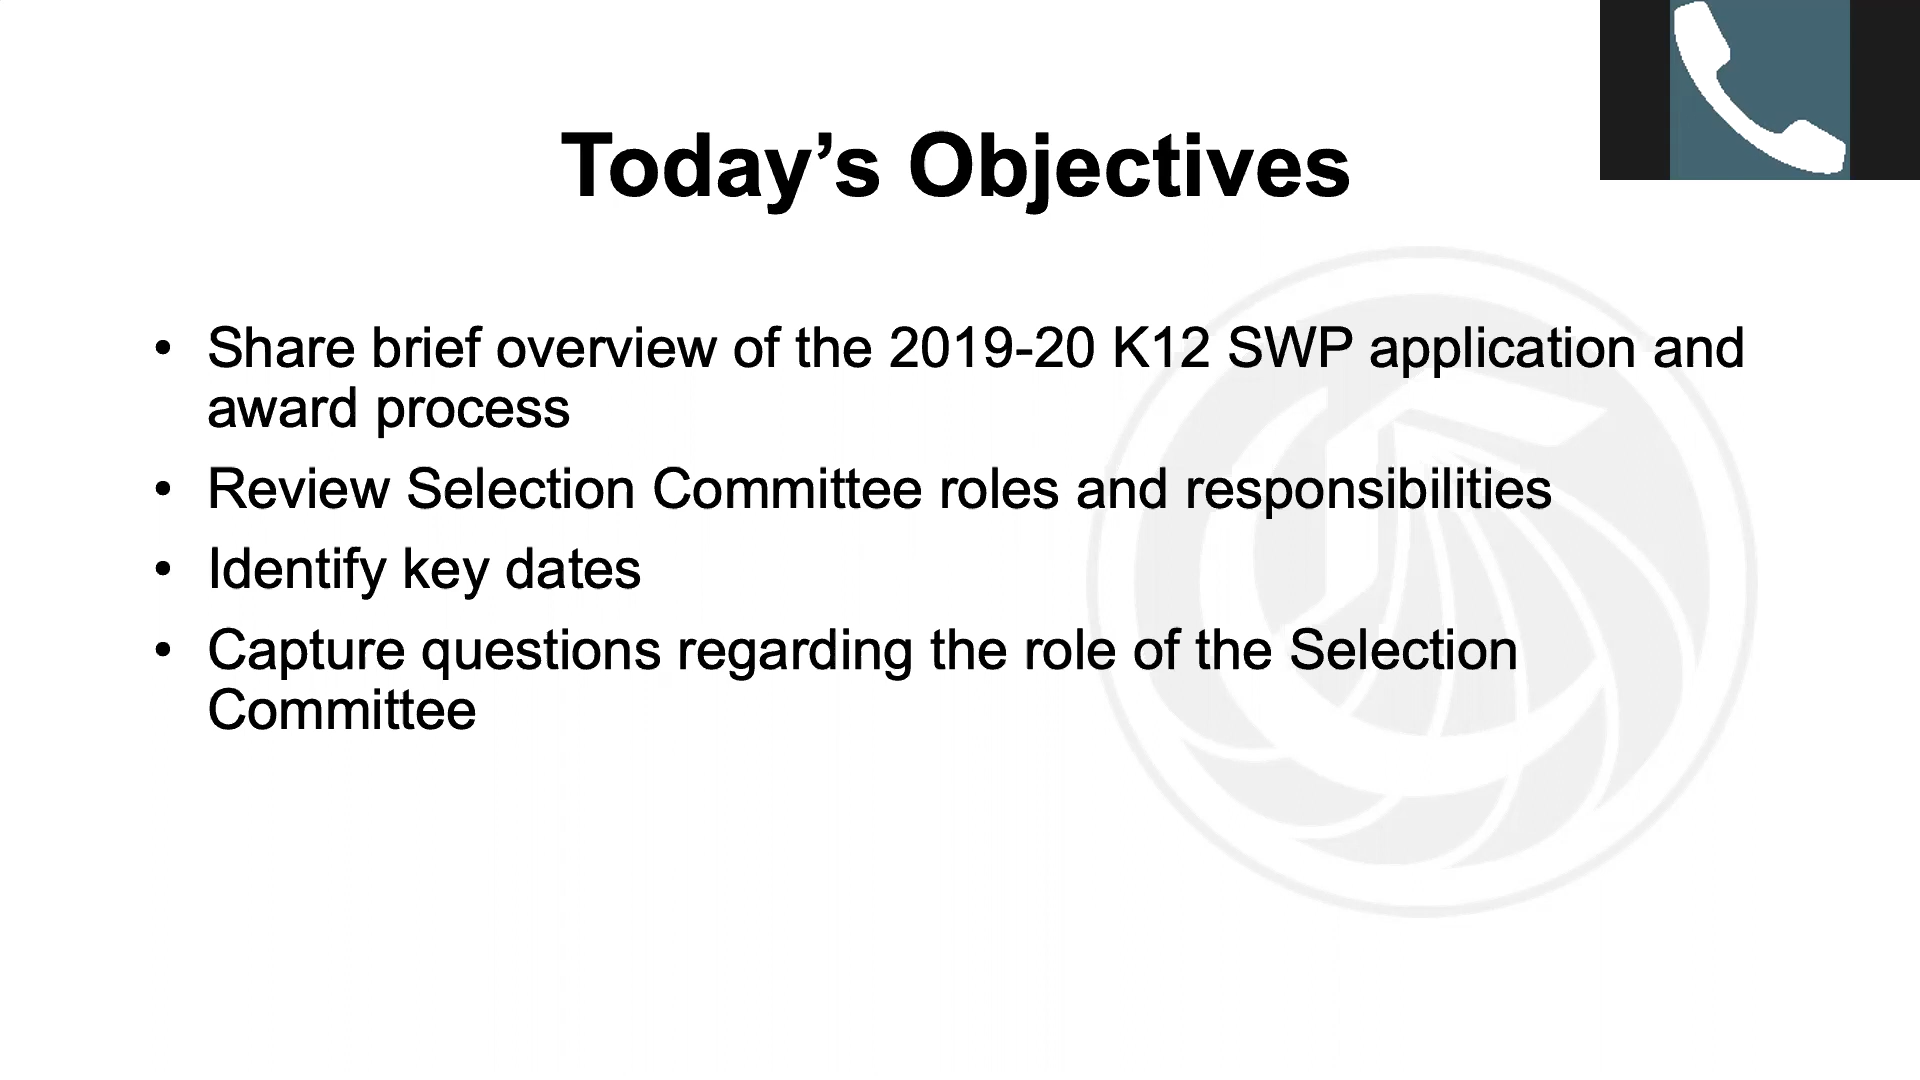 Today’s Objectives
• Share brief overview of the 2019-20 K12 SWP application and
award process
• Review Selection Committee roles and responsibilities
• Identify key dates
• Capture questions regarding the role of the Selection
Committee